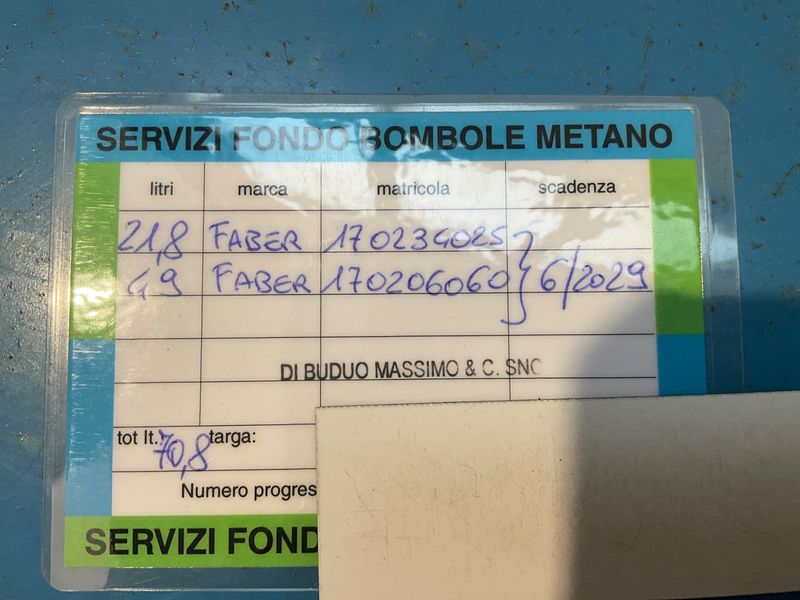 SERVIZI FONDO BOMBOLE METANO
litri marca matricola scadenza
21,8 FABER 170234025
49 FABER 170206060 } 6/2029
DI BUDUO MASSIMO & C. SNC
tot lt. 70,8 targa:
Numero progres
SERVIZI FOND